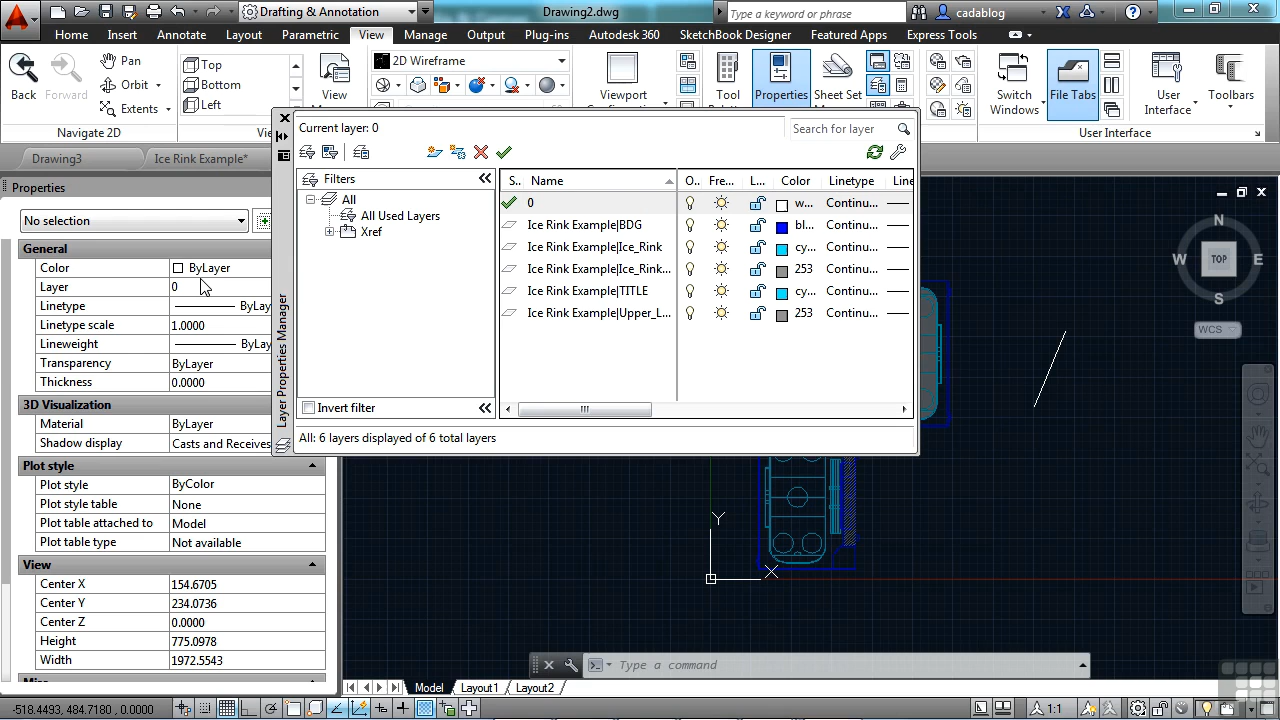 Drafting & Annotation
Drawing2.dwg
Type a keyword or phrase
cadablog
Home Insert Annotate Layout Parametric View Manage Output Plug-ins Autodesk 360 SketchBook Designer Featured Apps Express Tools
Back
Forward
Pan
Orbit
Extents
Navigate 2D
Top
Bottom
Left
View
2D Wireframe
Viewport
Tool
Properties
Sheet Set
Switch
Windows
File Tabs
User
Interface
Toolbars
User Interface
Drawing3
Ice Rink Example*
Properties
No selection
General
Color ByLayer
Layer 0
Linetype ByLay
Linetype scale 1.0000
Lineweight ByLay
Transparency ByLayer
Thickness 0.0000
3D Visualization
Material ByLayer
Shadow display Casts and Receives
Plot style
Plot style ByColor
Plot style table None
Plot table attached to Model
Plot table type Not available
View
Center X 154.6705
Center Y 234.0736
Center Z 0.0000
Height 775.0978
Width 1972.5543
Current layer: 0
Search for layer
Layer Properties Manager
Filters
All
All Used Layers
Xref
Invert filter
S.. Name O.. Fre... L... Color Linetype Line
0 w... Continu...
Ice Rink Example|BDG bl... Continu...
Ice Rink Example|Ice_Rink cy... Continu...
Ice Rink Example|Ice_Rink... 253 Continu...
Ice Rink Example|TITLE cy... Continu...
Ice Rink Example|Upper_L... 253 Continu...
All: 6 layers displayed of 6 total layers
N
W TOP E
S
WCS
Y
X
Type a command
Model Layout1 Layout2
-518.4493, 484.7180, 0.0000
1:1